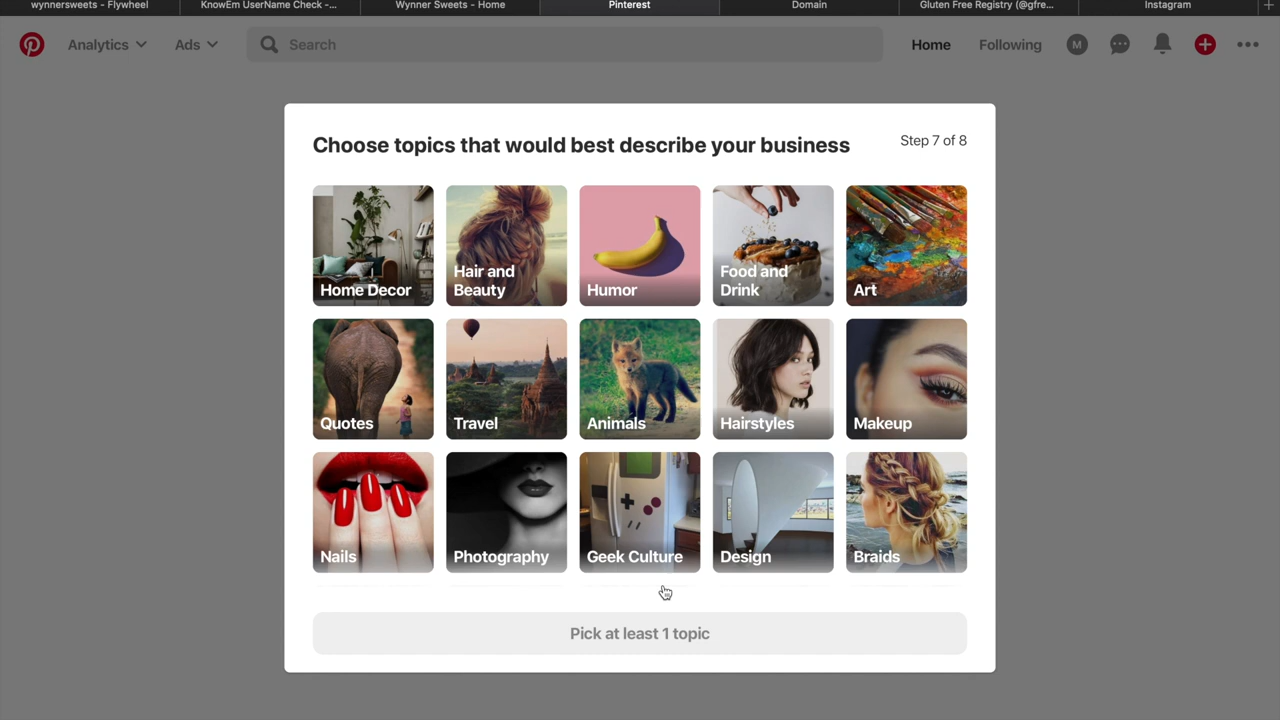 wynnersweets - Flywheel
KnowEm UserName Check -...
Wynner Sweets - Home
Pinterest
Domain
Gluten Free Registry (@gfre...
Instagram
Analytics
Ads
Search
Home
Following
M
Choose topics that would best describe your business
Step 7 of 8
Home Decor
Hair and
Beauty
Humor
Food and
Drink
Art
Quotes
Travel
Animals
Hairstyles
Makeup
Nails
Photography
Geek Culture
Design
Braids
Pick at least 1 topic